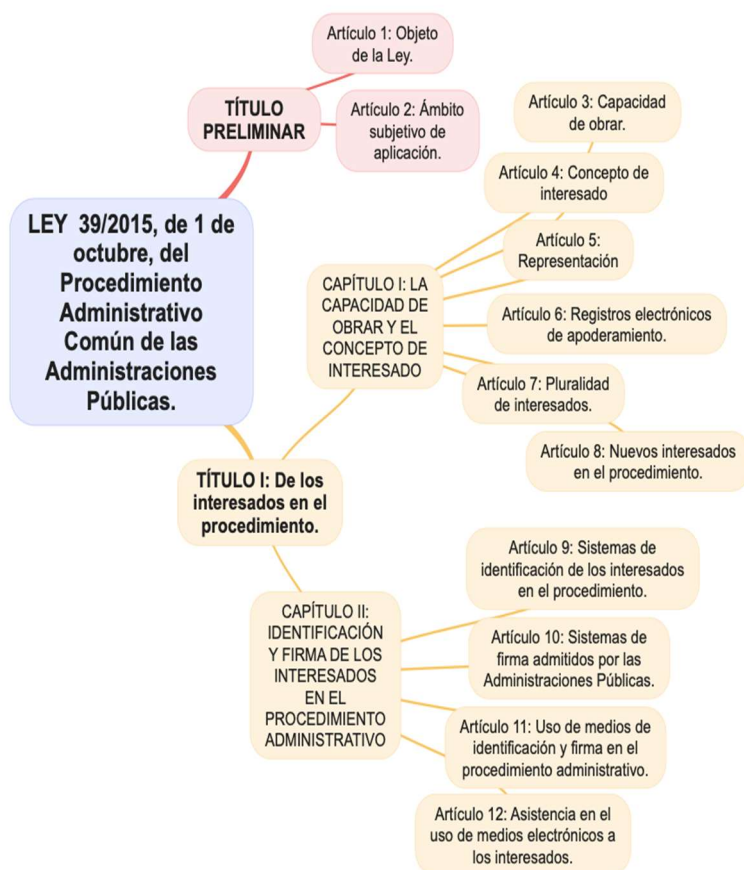 LEY 39/2015, de 1 de
octubre, del
Procedimiento
Administrativo
Común de las
Administraciones
Públicas.
TÍTULO
PRELIMINAR
Artículo 1: Objeto
de la Ley.
Artículo 2: Ámbito
subjetivo de
aplicación.
TÍTULO I: De los
interesados en el
procedimiento.
CAPÍTULO I: LA
CAPACIDAD DE
OBRAR Y EL
CONCEPTO DE
INTERESADO
Artículo 3: Capacidad
de obrar.
Artículo 4: Concepto de
interesado
Artículo 5:
Representación
Artículo 6: Registros electrónicos
de apoderamiento.
Artículo 7: Pluralidad
de interesados.
Artículo 8: Nuevos interesados
en el procedimiento.
CAPÍTULO II:
IDENTIFICACIÓN
Y FIRMA DE LOS
INTERESADOS
EN EL
PROCEDIMIENTO
ADMINISTRATIVO
Artículo 9: Sistemas de
identificación de los interesados
en el procedimiento.
Artículo 10: Sistemas de
firma admitidos por las
Administraciones Públicas.
Artículo 11: Uso de medios de
identificación y firma en el
procedimiento administrativo.
Artículo 12: Asistencia en el
uso de medios electrónicos a
los interesados.